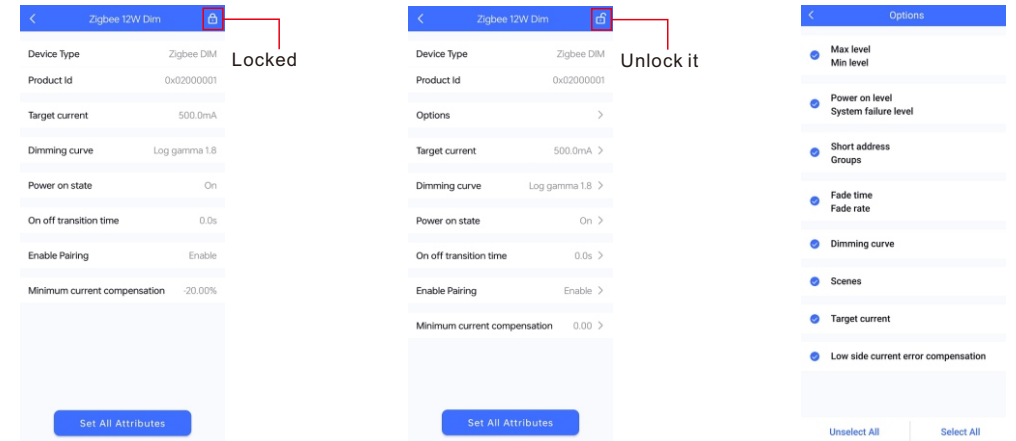 Zigbee 12W Dim
Device Type Zigbee DIM
Product Id 0x02000001
Target current 500.0mA
Dimming curve Log gamma 1.8
Power on state On
On off transition time 0.0s
Enable Pairing Enable
Minimum current compensation -20.00%
Set All Attributes
Locked
Zigbee 12W Dim
Device Type Zigbee DIM
Product Id 0x02000001
Options
Target current 500.0mA
Dimming curve Log gamma 1.8
Power on state On
On off transition time 0.0s
Enable Pairing Enable
Minimum current compensation 0.00
Set All Attributes
Unlock it
Options
Max level
Min level
Power on level
System failure level
Short address
Groups
Fade time
Fade rate
Dimming curve
Scenes
Target current
Low side current error compensation
Unselect All Select All